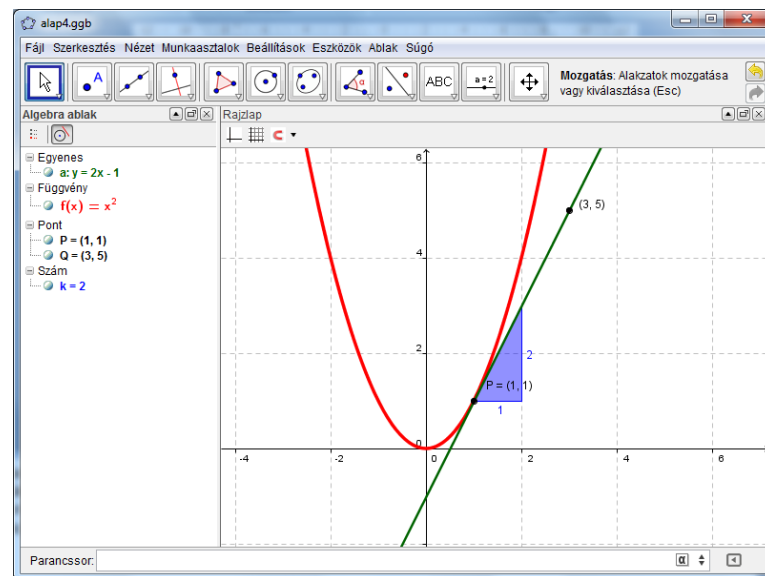 alap4.ggb
Fájl Szerkesztés Nézet Munkaasztalok Beállítások Eszközök Ablak Súgó
A
α
ABC
a = 2
Mozgatás: Alakzatok mozgatása
vagy kiválasztása (Esc)
Algebra ablak
Rajzlap
Egyenes
a: y = 2x - 1
Függvény
f(x) = x²
Pont
P = (1, 1)
Q = (3, 5)
Szám
k = 2
6
(3, 5)
4
2
2
P = (1, 1)
1
0
-4 -2 0 2 4 6
Parancssor:
α